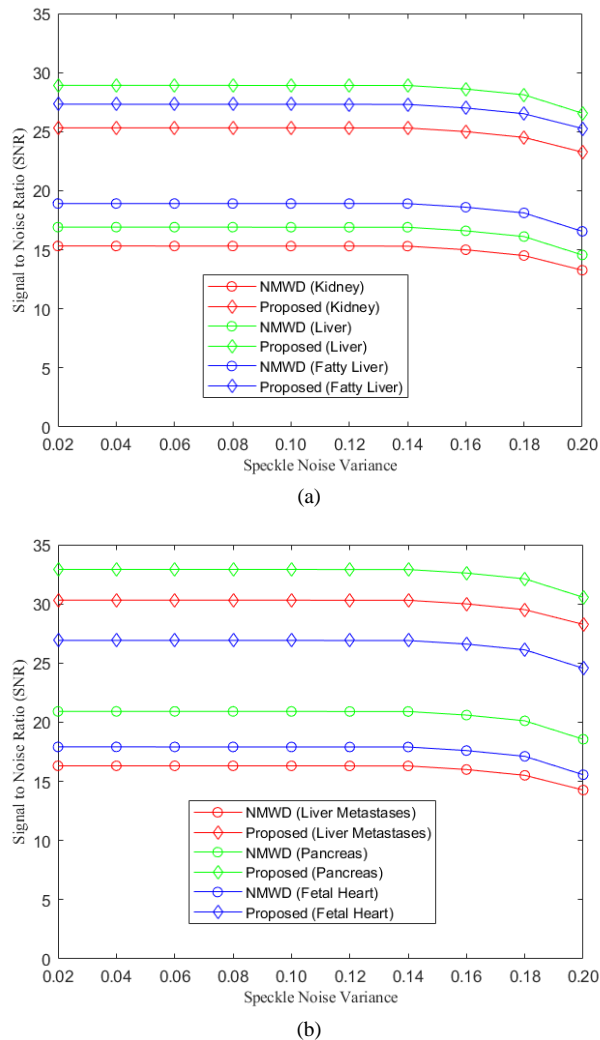 35
30
25
20
15
10
5
0
Signal to Noise Ratio (SNR)
NMWD (Kidney)
Proposed (Kidney)
NMWD (Liver)
Proposed (Liver)
NMWD (Fatty Liver)
Proposed (Fatty Liver)
0.02 0.04 0.06 0.08 0.10 0.12 0.14 0.16 0.18 0.20
Speckle Noise Variance
(a)
35
30
25
20
15
10
5
0
Signal to Noise Ratio (SNR)
NMWD (Liver Metastases)
Proposed (Liver Metastases)
NMWD (Pancreas)
Proposed (Pancreas)
NMWD (Fetal Heart)
Proposed (Fetal Heart)
0.02 0.04 0.06 0.08 0.10 0.12 0.14 0.16 0.18 0.20
Speckle Noise Variance
(b)